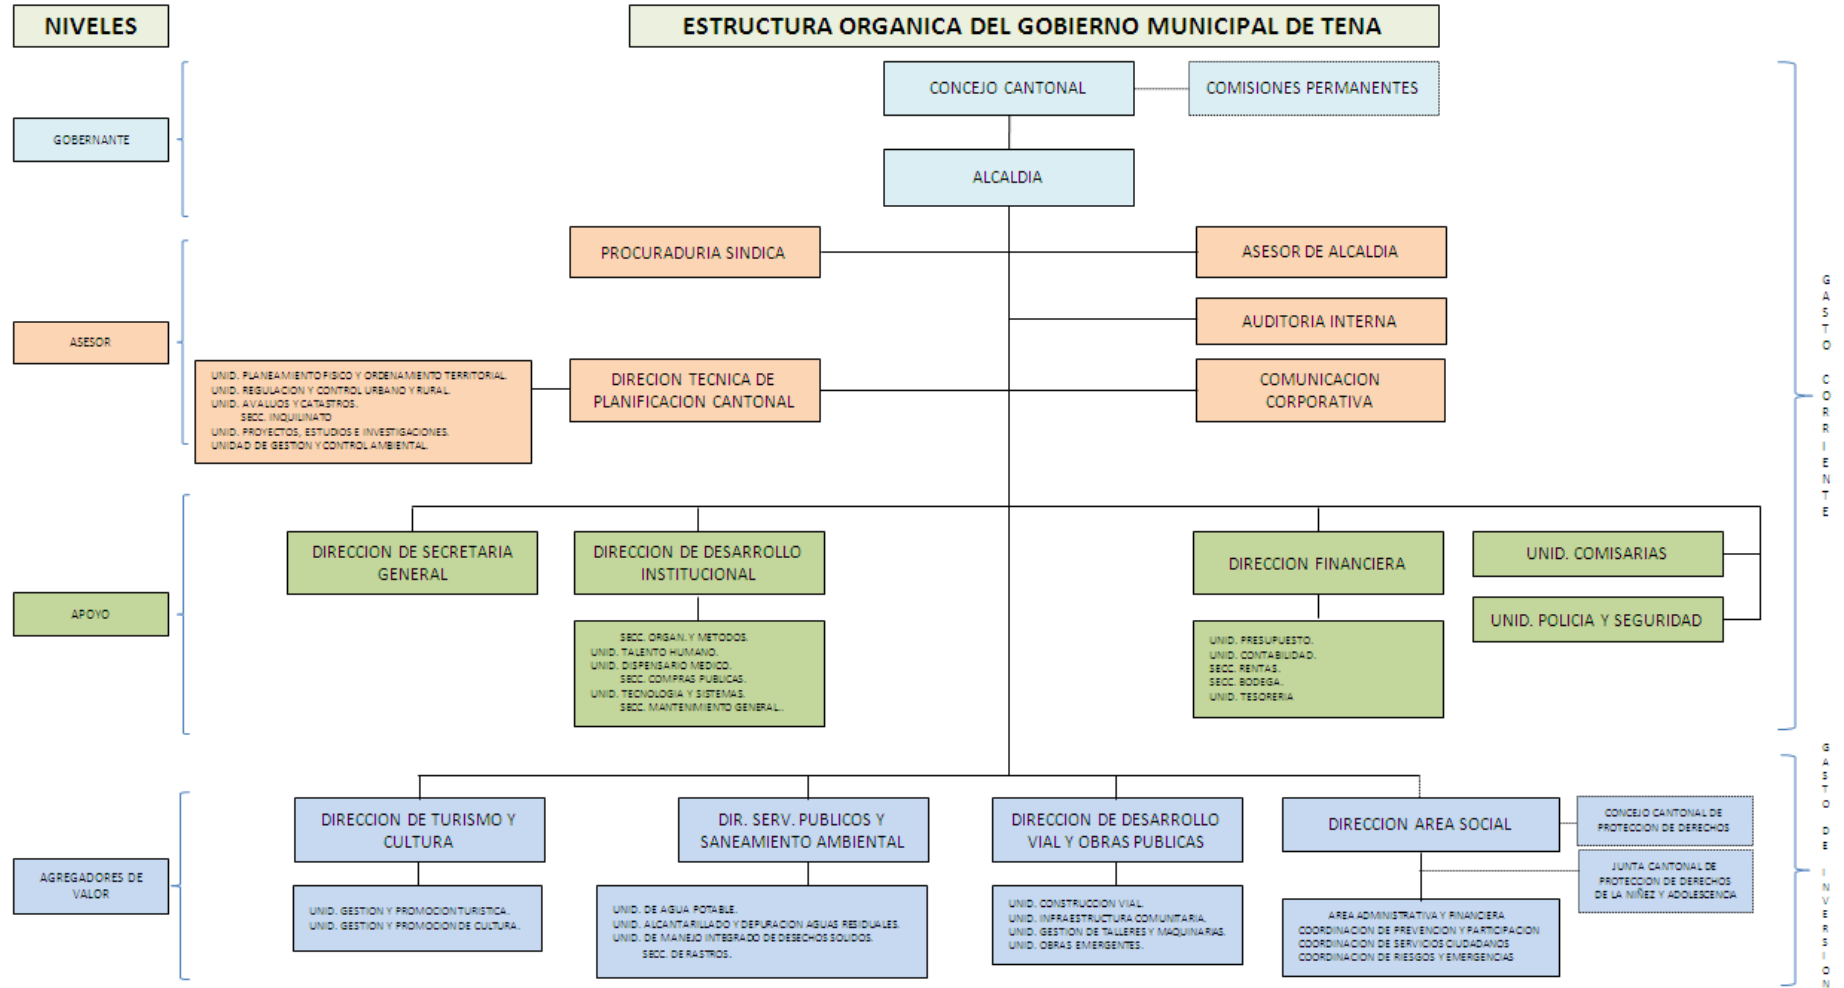 NIVELES
ESTRUCTURA ORGANICA DEL GOBIERNO MUNICIPAL DE TENA
GOBERNANTE
CONCEJO CANTONAL
COMISIONES PERMANENTES
ALCALDIA
ASESOR
PROCURADURIA SINDICA
ASESOR DE ALCALDIA
AUDITORIA INTERNA
UNID. PLANEAMIENTO FISICO Y ORDENAMIENTO TERRITORIAL.
UNID. REGULACION Y CONTROL URBANO Y RURAL.
UNID. AVALUOS Y CATASTROS.
SECC. INQUILINATO
UNID. PROYECTOS, ESTUDIOS E INVESTIGACIONES.
UNIDAD DE GESTION Y CONTROL AMBIENTAL.
DIRECION TECNICA DE
PLANIFICACION CANTONAL
COMUNICACION
CORPORATIVA
GASTO CORRIENTE
APOYO
DIRECCION DE SECRETARIA
GENERAL
DIRECCION DE DESARROLLO
INSTITUCIONAL
SECC. ORGAN. Y METODOS.
UNID. TALENTO HUMANO.
UNID. DISPENSARIO MEDICO.
SECC. COMPRAS PUBLICAS.
UNID. TECNOLOGIA Y SISTEMAS.
SECC. MANTENIMIENTO GENERAL..
DIRECCION FINANCIERA
UNID. PRESUPUESTO.
UNID. CONTABILIDAD.
SECC. RENTAS.
SECC. BODEGA.
UNID. TESORERIA
UNID. COMISARIAS
UNID. POLICIA Y SEGURIDAD
AGREGADORES DE
VALOR
DIRECCION DE TURISMO Y
CULTURA
UNID. GESTION Y PROMOCION TURISTICA.
UNID. GESTION Y PROMOCION DE CULTURA.
DIR. SERV. PUBLICOS Y
SANEAMIENTO AMBIENTAL
UNID. DE AGUA POTABLE.
UNID. ALCANTARILLADO Y DEPURACION AGUAS RESIDUALES.
UNID. DE MANEJO INTEGRADO DE DESECHOS SOLIDOS.
SECC. DE RASTROS.
DIRECCION DE DESARROLLO
VIAL Y OBRAS PUBLICAS
UNID. CONSTRUCCION VIAL.
UNID. INFRAESTRUCTURA COMUNITARIA.
UNID. GESTION DE TALLERES Y MAQUINARIAS.
UNID. OBRAS EMERGENTES.
DIRECCION AREA SOCIAL
CONCEJO CANTONAL DE
PROTECCION DE DERECHOS
JUNTA CANTONAL DE
PROTECCION DE DERECHOS
DE LA NIÑEZ Y ADOLESCENCIA
AREA ADMINISTRATIVA Y FINANCIERA
COORDINACION DE PREVENCION Y PARTICIPACION
COORDINACION DE SERVICIOS CIUDADANOS
COORDINACION DE RIESGOS Y EMERGENCIAS
GASTO DE INVERSION